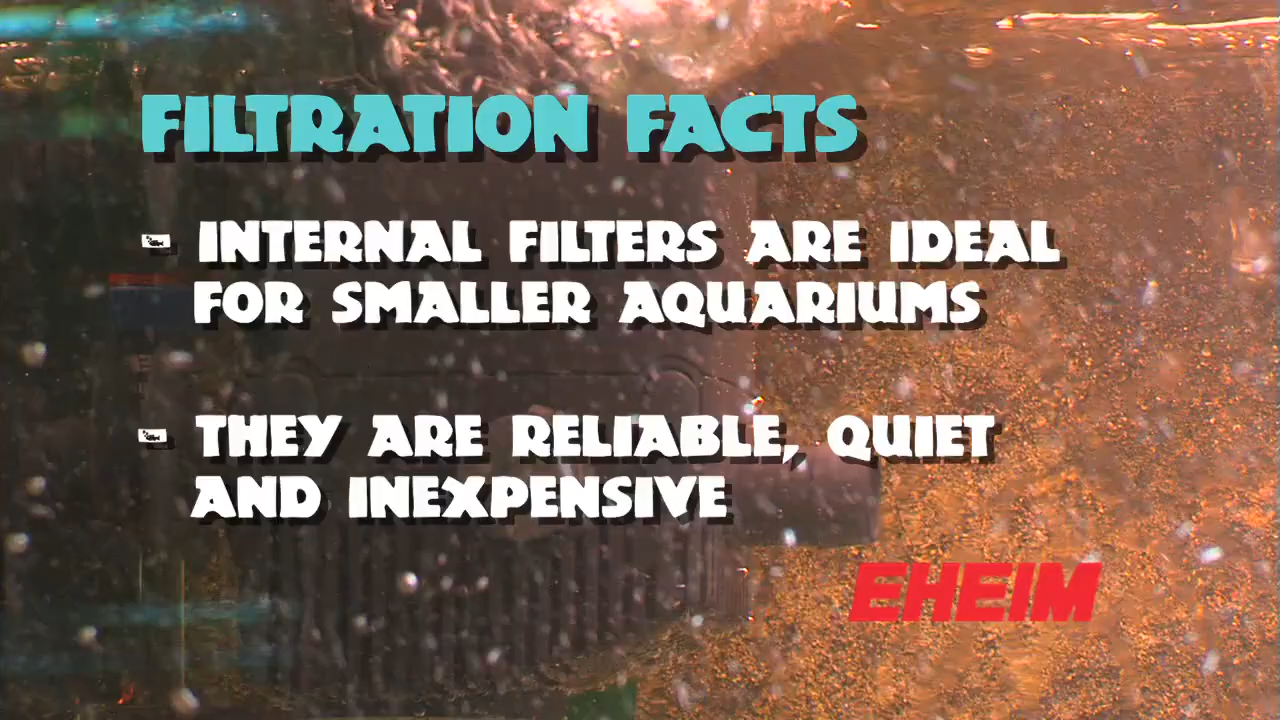 FILTRATION FACTS
- INTERNAL FILTERS ARE IDEAL
FOR SMALLER AQUARIUMS
- THEY ARE RELIABLE, QUIET
AND INEXPENSIVE
EHEIM